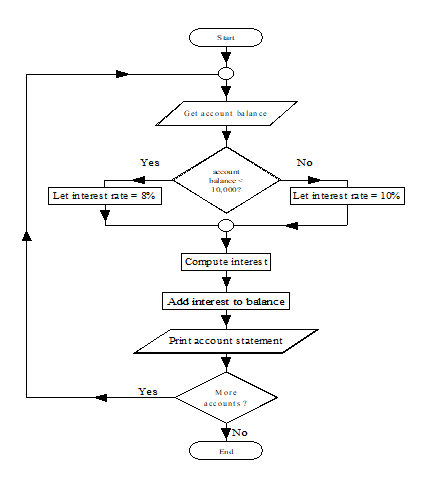 Start
Get account balance
account
balance <
10,000?
Yes
No
Let interest rate = 8%
Let interest rate = 10%
Compute interest
Add interest to balance
Print account statement
More
accounts?
Yes
No
End